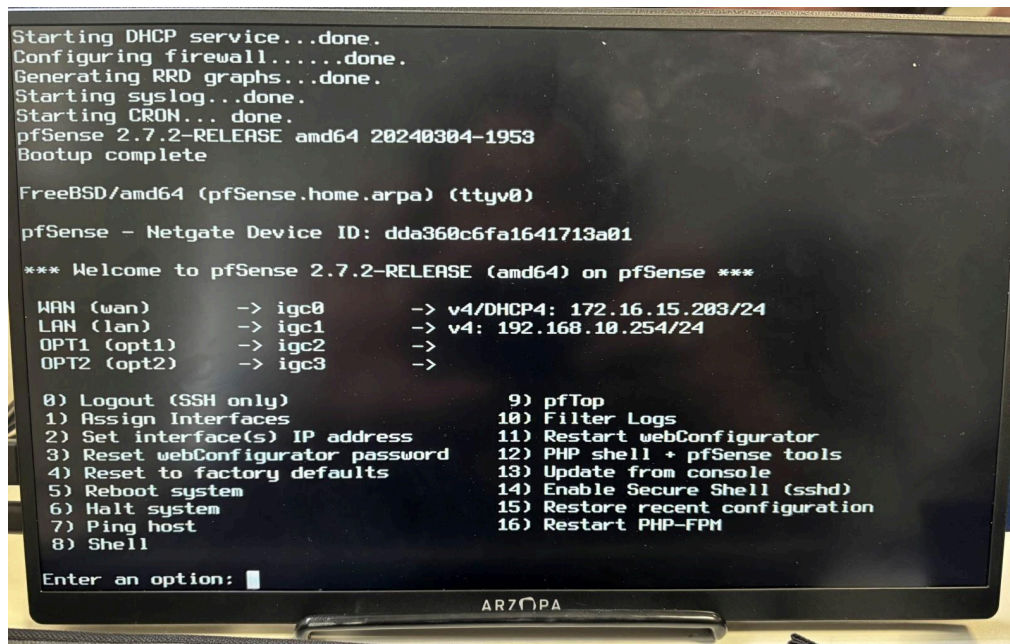 Starting DHCP service...done.
Configuring firewall......done.
Generating RRD graphs...done.
Starting syslog...done.
Starting CRON... done.
pfSense 2.7.2-RELEASE amd64 20240304-1953
Bootup complete
FreeBSD/amd64 (pfSense.home.arpa) (ttyv0)
pfSense - Netgate Device ID: dda360c6fa1641713a01
*** Welcome to pfSense 2.7.2-RELEASE (amd64) on pfSense ***
WAN (wan) -> igc0 -> v4/DHCP4: 172.16.15.203/24
LAN (lan) -> igc1 -> v4: 192.168.10.254/24
OPT1 (opt1) -> igc2 ->
OPT2 (opt2) -> igc3 ->
0) Logout (SSH only) 9) pfTop
1) Assign Interfaces 10) Filter Logs
2) Set interface(s) IP address 11) Restart webConfigurator
3) Reset webConfigurator password 12) PHP shell + pfSense tools
4) Reset to factory defaults 13) Update from console
5) Reboot system 14) Enable Secure Shell (sshd)
6) Halt system 15) Restore recent configuration
7) Ping host 16) Restart PHP-FPM
8) Shell
Enter an option:
ARZOPA